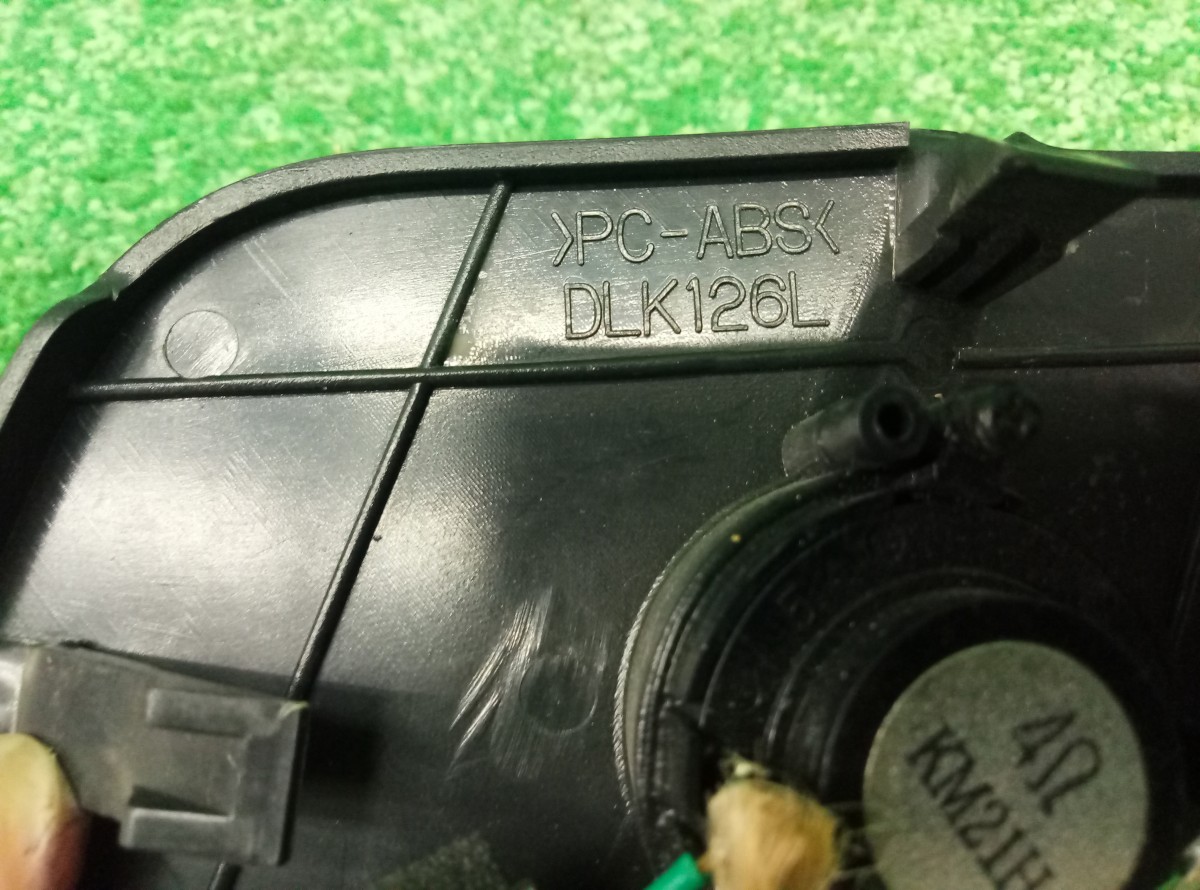 >PC-ABS<
DLK126L
4Ω
KM21H